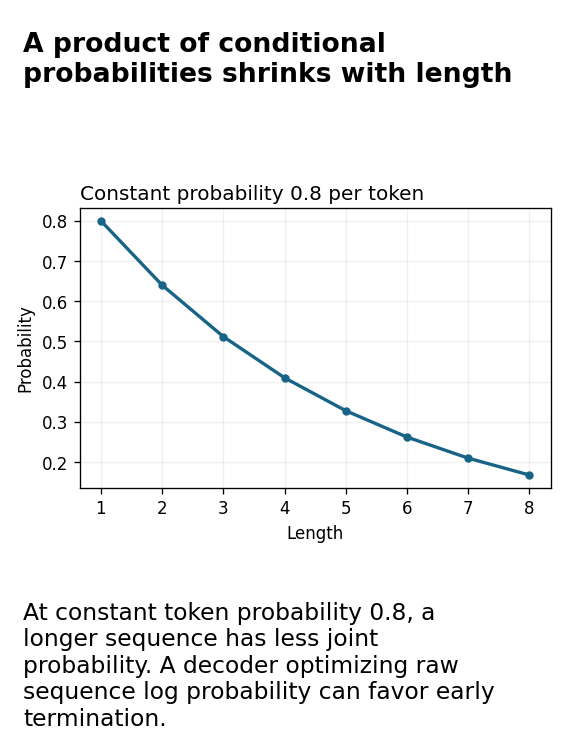 A product of conditional
probabilities shrinks with length
Constant probability 0.8 per token
0.8
0.7
0.6
0.5
0.4
0.3
0.2
Probability
1 2 3 4 5 6 7 8
Length
At constant token probability 0.8, a
longer sequence has less joint
probability. A decoder optimizing raw
sequence log probability can favor early
termination.